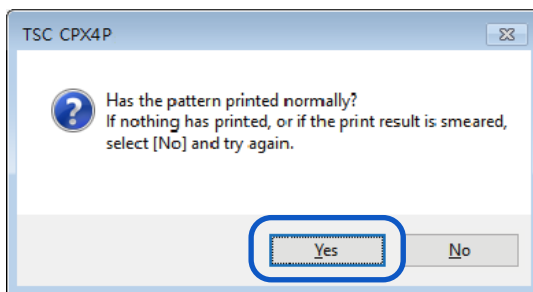 TSC CPX4P
Has the pattern printed normally?
If nothing has printed, or if the print result is smeared,
select [No] and try again.
Yes
No